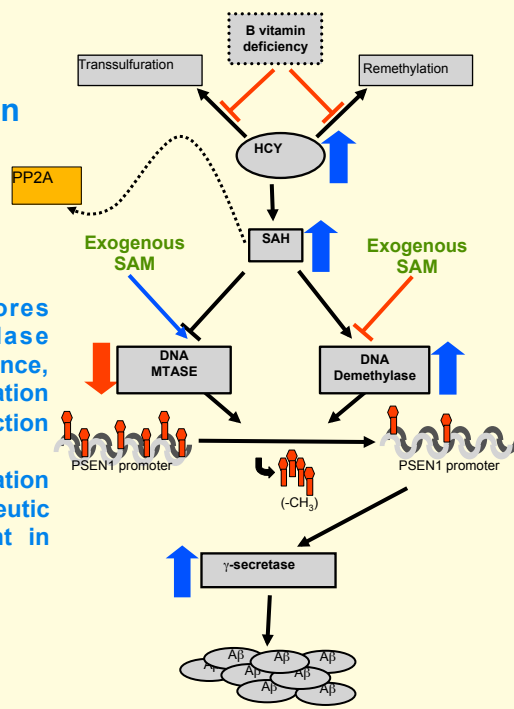 B vitamin
deficiency
Transsulfuration
Remethylation
n
HCY
PP2A
SAH
Exogenous
SAM
Exogenous
SAM
ores
lase
nce,
ation
ction
ation
eutic
nt in
DNA
MTASE
DNA
Demethylase
PSEN1 promoter
PSEN1 promoter
(-CH₃)
γ-secretase
Aβ
Aβ
Aβ
Aβ
Aβ
Aβ
Aβ